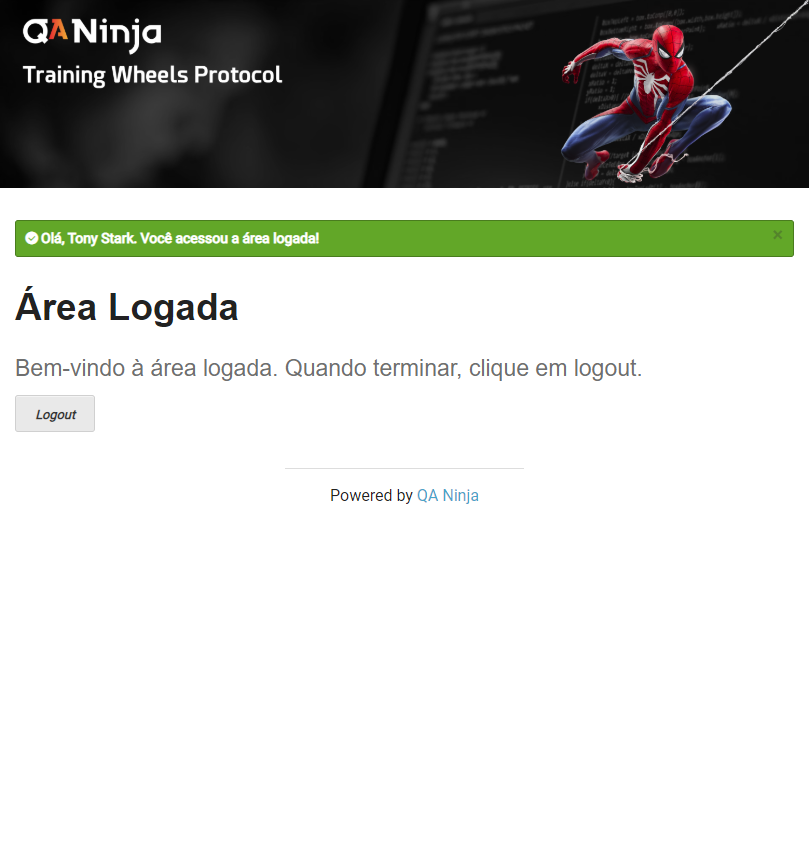 QA Ninja
Training Wheels Protocol
Olá, Tony Stark. Você acessou a área logada!
×
Área Logada
Bem-vindo à área logada. Quando terminar, clique em logout.
Logout
Powered by QA Ninja